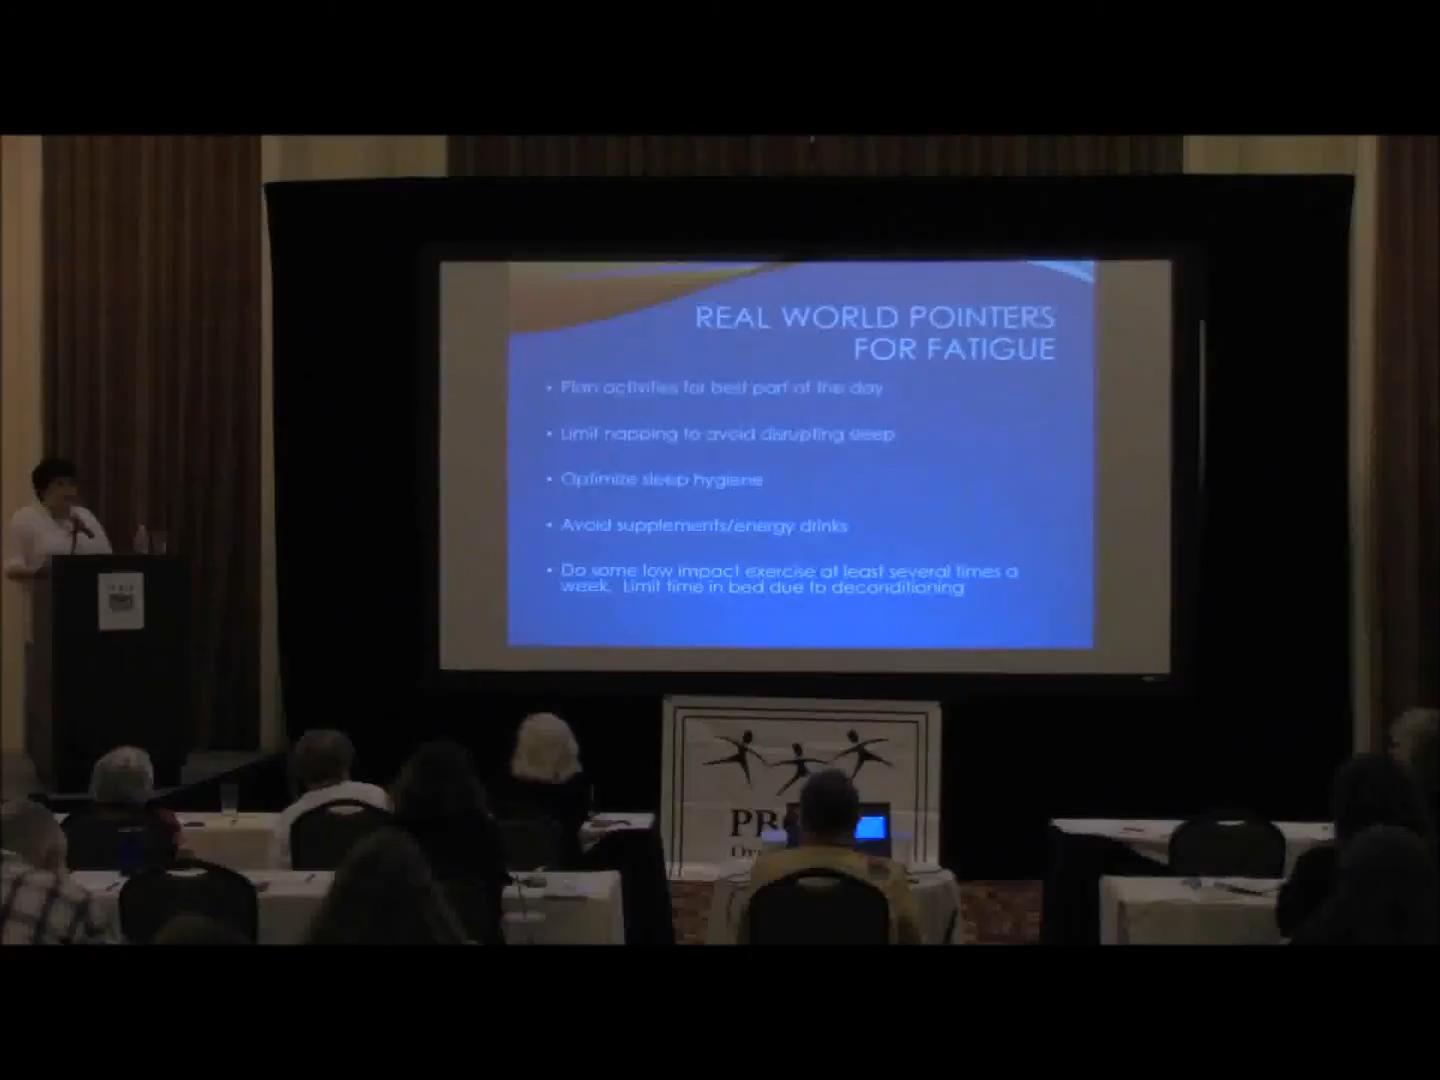 REAL WORLD POINTERS
FOR FATIGUE
• Plan activities for best part of the day
• Limit napping to avoid disrupting sleep
• Optimize sleep hygiene
• Avoid supplements/energy drinks
• Do some low impact exercise at least several times a
week. Limit time in bed due to deconditioning